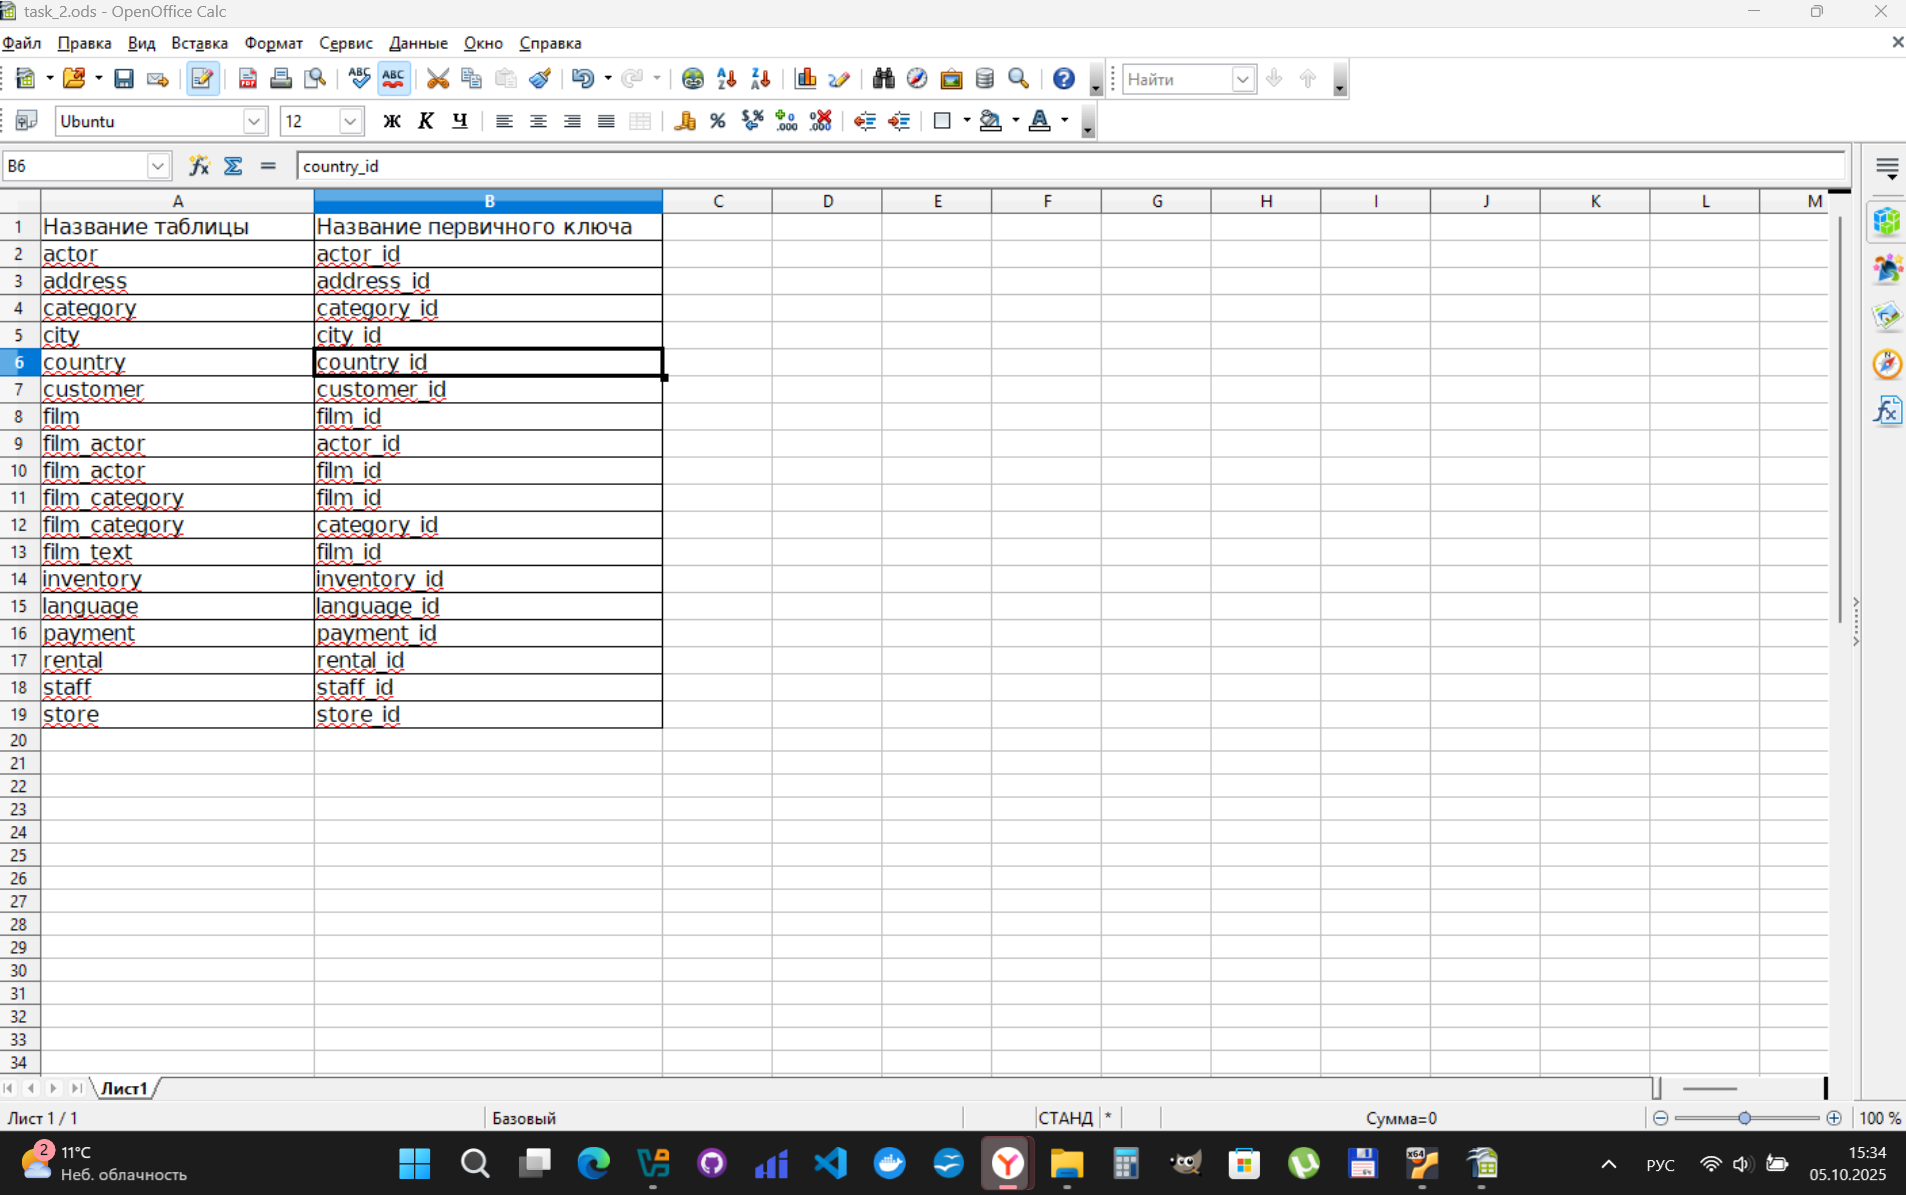 task_2.ods - OpenOffice Calc
Файл Правка Вид Вставка Формат Сервис Данные Окно Справка
Найти
Ubuntu 12 Ж К Ч
B6 country_id
A B C D E F G H I J K L M
1 Название таблицы Название первичного ключа
2 actor actor_id
3 address address_id
4 category category_id
5 city city_id
6 country country_id
7 customer customer_id
8 film film_id
9 film_actor actor_id
10 film_actor film_id
11 film_category film_id
12 film_category category_id
13 film_text film_id
14 inventory inventory_id
15 language language_id
16 payment payment_id
17 rental rental_id
18 staff staff_id
19 store store_id
20
21
22
23
24
25
26
27
28
29
30
31
32
33
34
Лист1
Лист 1 / 1 Базовый СТАНД * Сумма=0 100 %
2 11°C
Неб. облачность
РУС
15:34
05.10.2025